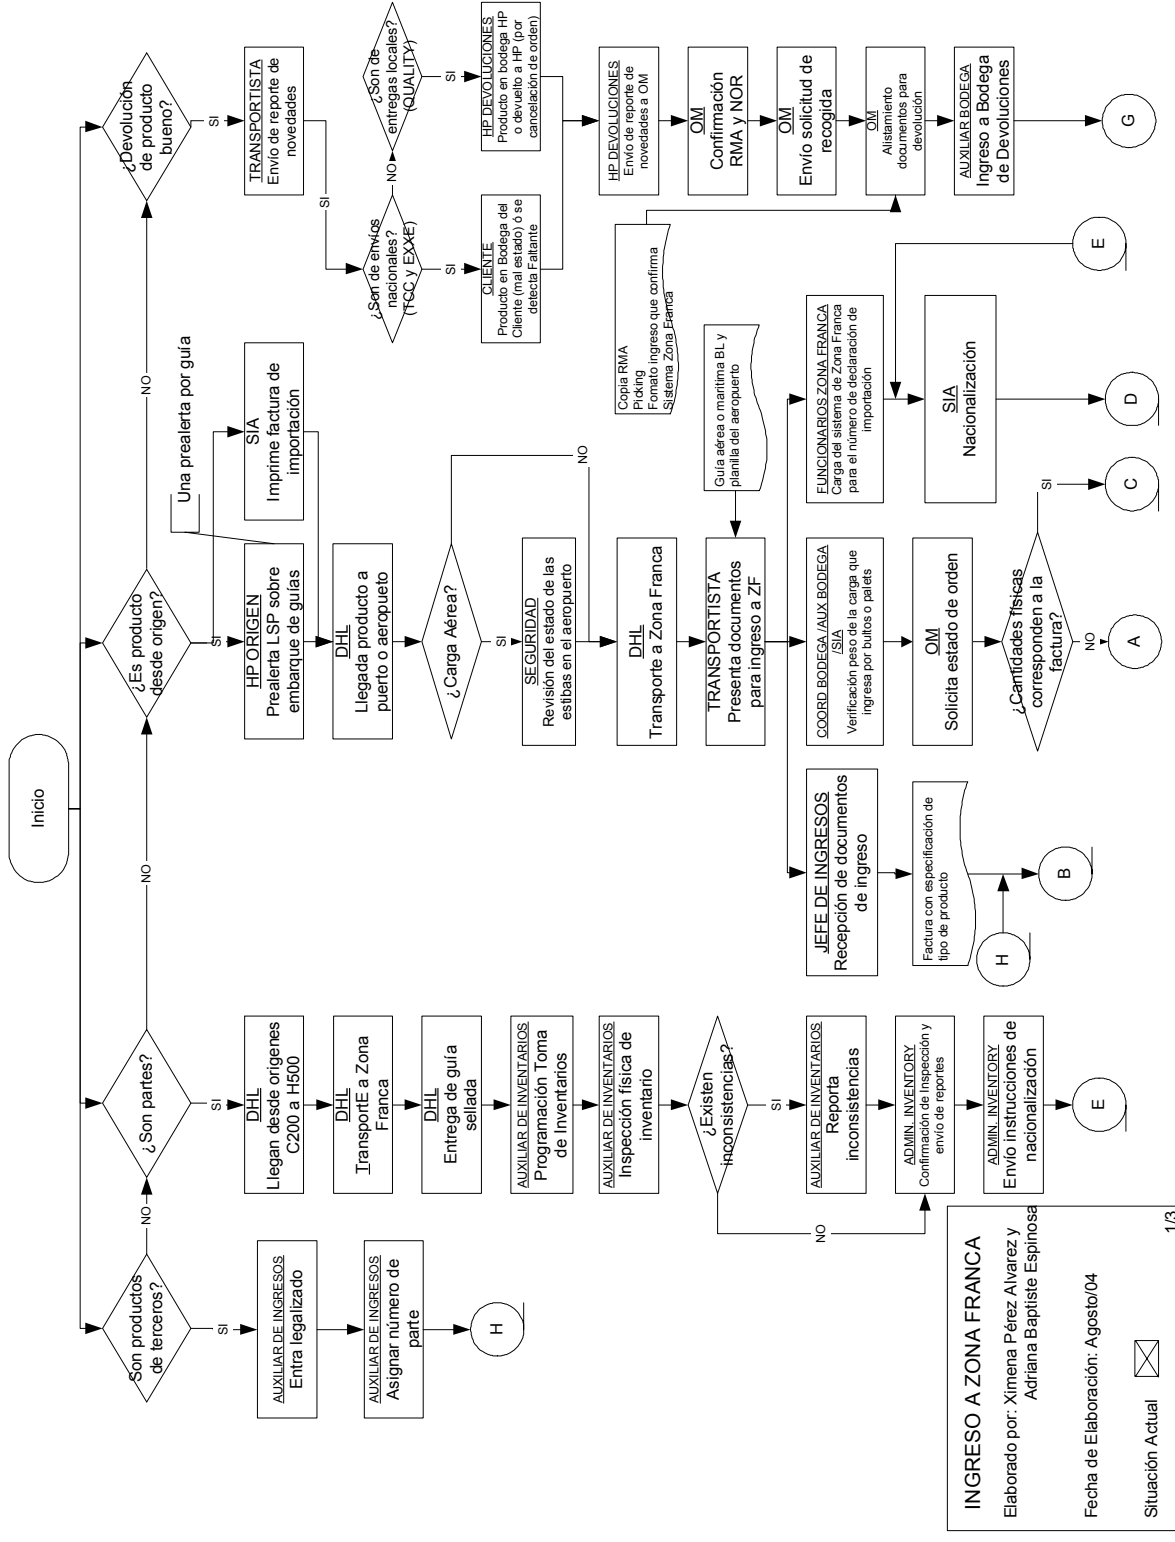 Inicio
Son productos
de terceros?
NO
SI
AUXILIAR DE INGRESOS
Entra legalizado
AUXILIAR DE INGRESOS
Asignar número de
parte
H
¿Son partes?
NO
SI
DHL
Llegan desde origenes
C200 a H500
DHL
TransportE a Zona
Franca
DHL
Entrega de guía
sellada
AUXILIAR DE INVENTARIOS
Programación Toma
de Inventarios
AUXILIAR DE INVENTARIOS
Inspección física de
inventario
¿Existen
inconsistencias?
NO
SI
AUXILIAR DE INVENTARIOS
Reporta
inconsistencias
ADMIN. INVENTORY
Confirmación de Inspección y
envío de reportes
ADMIN. INVENTORY
Envío instrucciones de
nacionalización
E
¿Es producto
desde origen?
NO
SI
HP ORIGEN
Prealerta LSP sobre
embarque de guías
Una prealerta por guía
SIA
Imprime factura de
importación
DHL
Llegada producto a
puerto o aeropueto
¿Carga Aérea?
NO
SI
SEGURIDAD
Revisión del estado de las
estibas en el aeropuerto
DHL
Transporte a Zona Franca
TRANSPORTISTA
Presenta documentos
para ingreso a ZF
Guía aérea o marítima BL y
planilla del aeropuerto
JEFE DE INGRESOS
Recepción de documentos
de ingreso
Factura con especificación de
tipo de producto
H
B
COORD BODEGA /AUX BODEGA
/SIA
Verificación peso de la carga que
ingresa por bultos o palets
OM
Solicita estado de orden
¿Cantidades físicas
corresponden a la
factura?
NO
SI
A
C
FUNCIONARIOS ZONA FRANCA
Carga del sistema de Zona Franca
para el número de declaración de
importación
SIA
Nacionalización
D
E
¿Devolución
de producto
bueno?
SI
TRANSPORTISTA
Envío de reporte de
novedades
SI
¿Son de envíos
nacionales?
(TCC y EXXE)
NO
SI
¿Son de
entregas locales?
(QUALITY)
SI
CLIENTE
Producto en Bodega del
Cliente (mal estado) ó se
detecta Faltante
HP DEVOLUCIONES
Producto en bodega HP
o devuelto a HP (por
cancelación de orden)
HP DEVOLUCIONES
Envío de reporte de
novedades a OM
OM
Confirmación
RMA y NOR
OM
Envío solicitud de
recogida
OM
Alistamiento
documentos para
devolución
Copia RMA
Picking
Fomato ingreso que confirma
Sistema Zona Franca
AUXILIAR BODEGA
Ingreso a Bodega
de Devoluciones
G
INGRESO A ZONA FRANCA
Elaborado por: Ximena Pérez Alvarez y
Adriana Baptiste Espinosa
Fecha de Elaboración: Agosto/04
Situación Actual
1/3